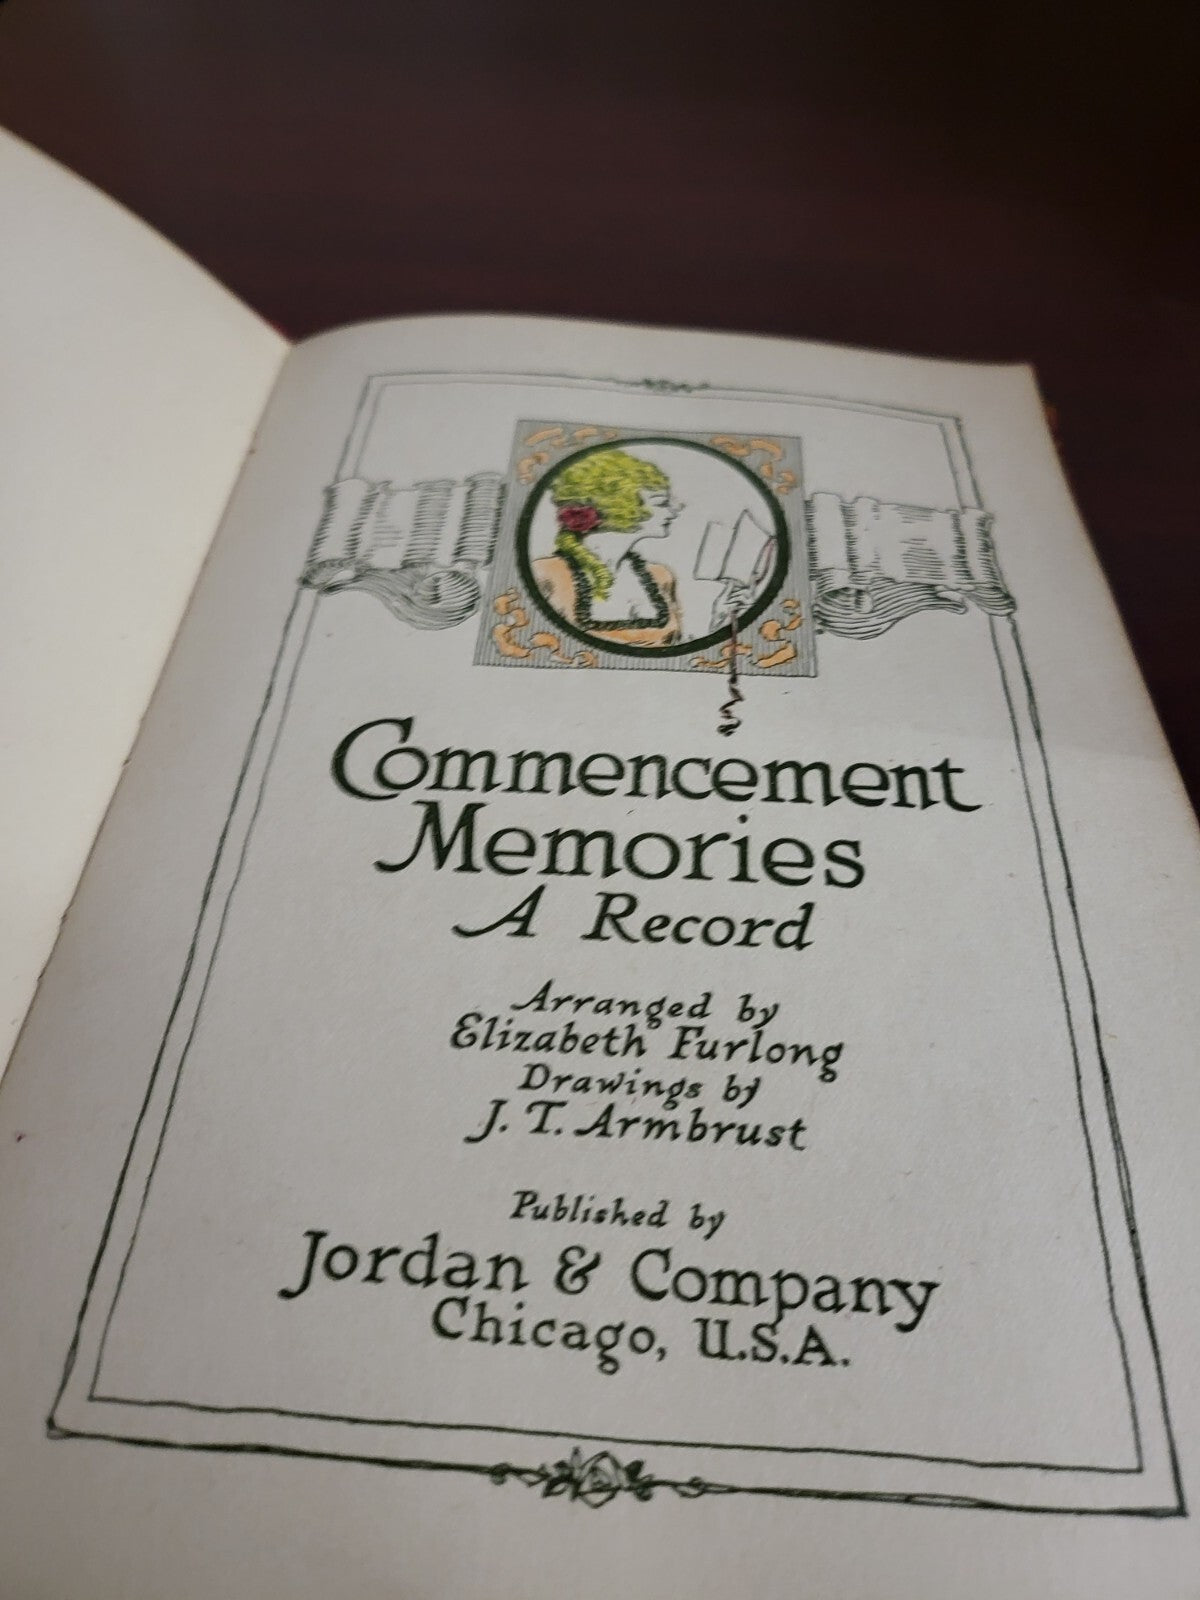 Commencement
Memories
A Record
Arranged by
Elizabeth Furlong
Drawings by
J. T. Armbrust
Published by
Jordan & Company
Chicago, U.S.A.